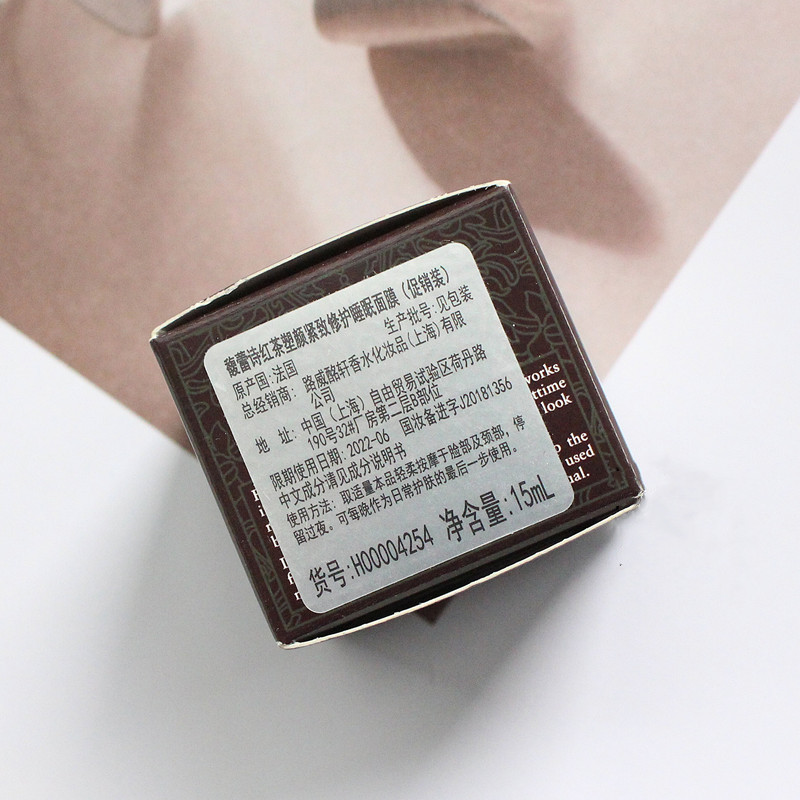 馥蕾诗红茶塑颜紧致修护睡眠面膜（促销装）
原产国:法国 生产批号:见包装
总经销商: 路威酩轩香水化妆品(上海)有限
公司
地 址: 中国（上海）自由贸易试验区荷丹路
190号32#厂房第二层B部位
限期使用日期: 2022-06 国妆备进字J20181356
中文成分请见成分说明书
使用方法: 取适量本品轻柔按摩于脸部及颈部, 停
留过夜。可每晚作为日常护肤的最后一步使用。
货号:H00004254 净含量:15mL
works
look
the
used